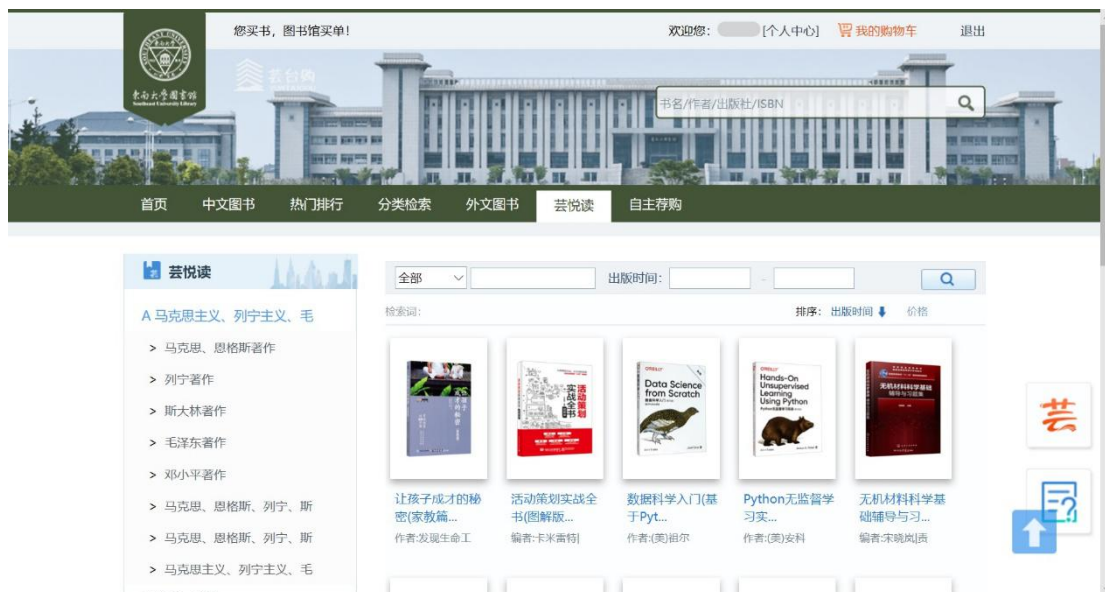 您买书，图书馆买单！
欢迎您： [个人中心] 我的购物车 退出
东南大学图书馆
Southeast University Library
芸台购
书名/作者/出版社/ISBN
首页 中文图书 热门排行 分类检索 外文图书 芸悦读 自主荐购
芸悦读
全部 出版时间： -
A 马克思主义、列宁主义、毛
检索词： 排序： 出版时间 价格
> 马克思、恩格斯著作
> 列宁著作
> 斯大林著作
> 毛泽东著作
> 邓小平著作
> 马克思、恩格斯、列宁、斯
> 马克思、恩格斯、列宁、斯
> 马克思主义、列宁主义、毛
活动策划
实战全书
O'REILLY
Data Science
from Scratch
O'REILLY
Hands-On
Unsupervised
Learning
Using Python
无机材料科学基础
辅导与习题集
让孩子成才的秘
密(家教篇...
作者:发现生命工
活动策划实战全
书(图解版...
编者:卡米雷特|
数据科学入门(基
于Pyt...
作者:(美)祖尔
Python无监督学
习实...
作者:(美)安科
无机材料科学基
础辅导与习...
编者:宋晓岚|责
芸